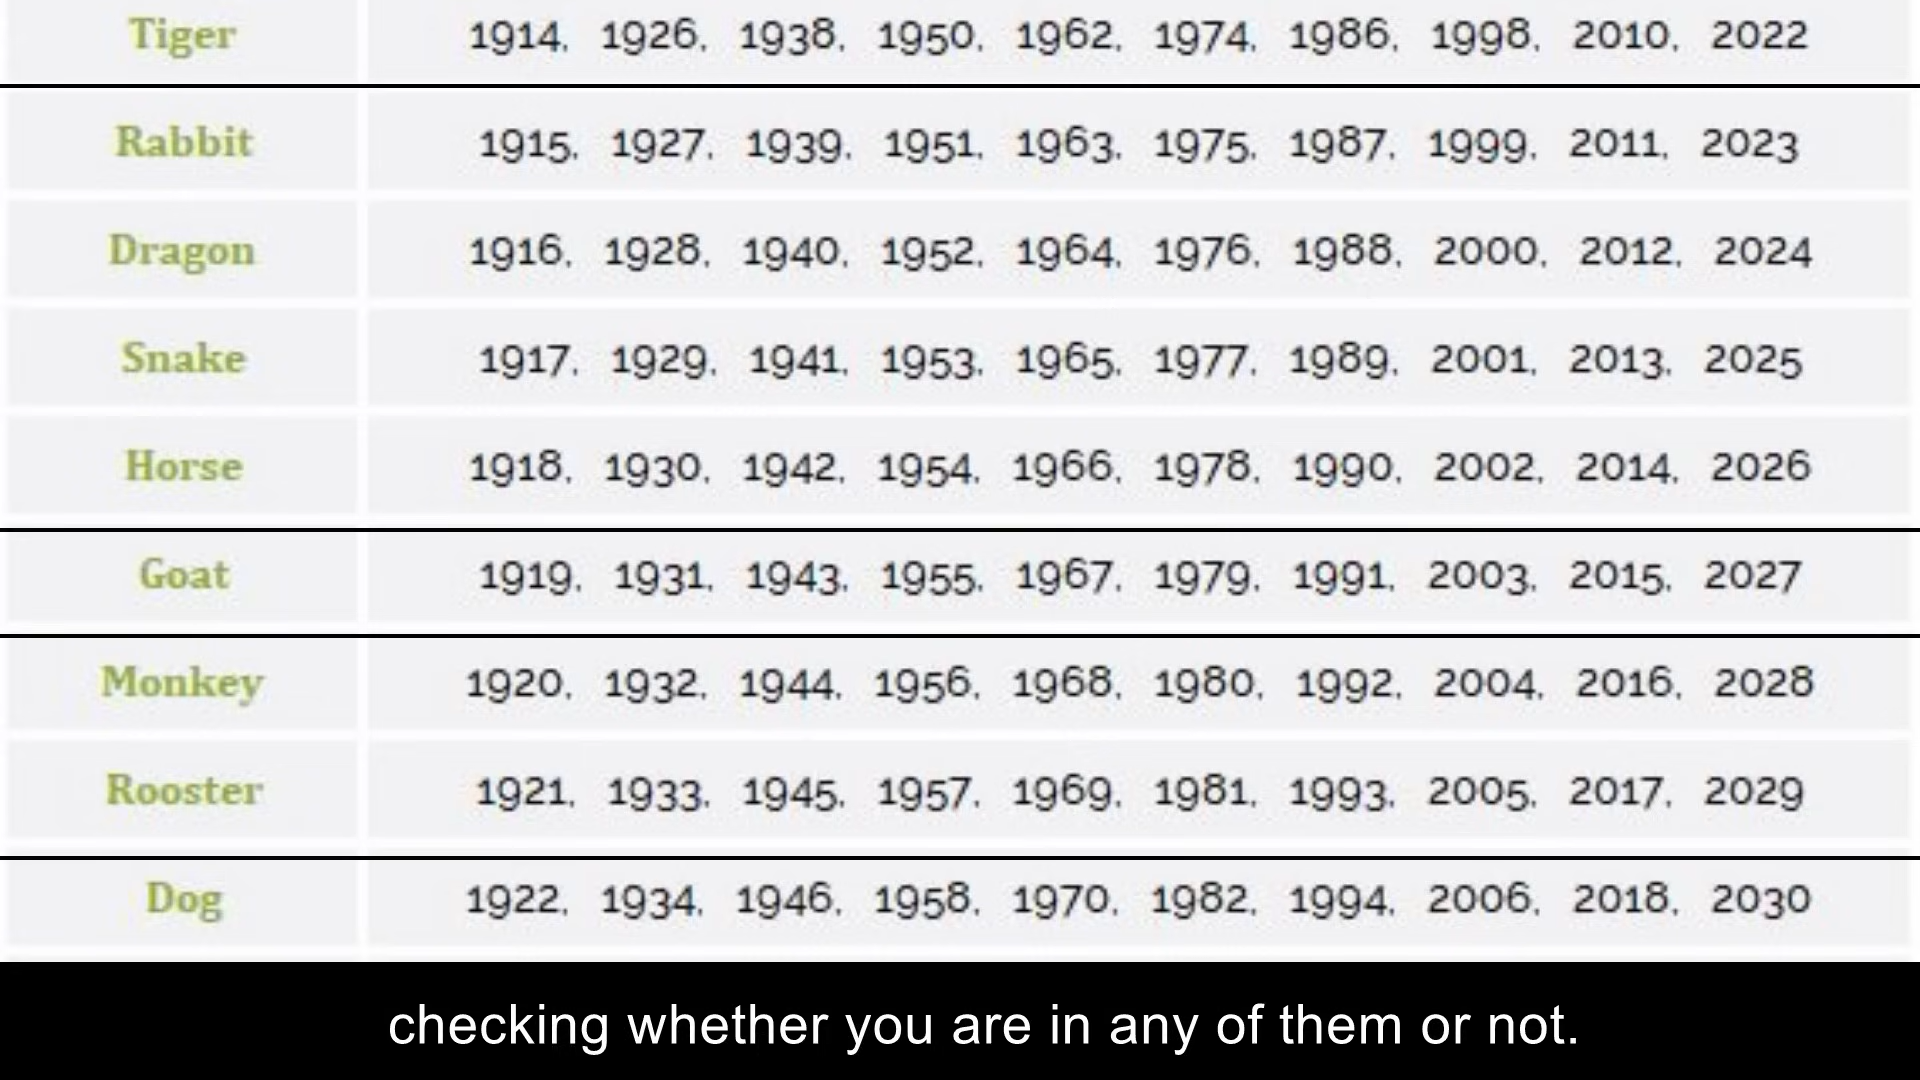 Tiger 1914, 1926, 1938, 1950, 1962, 1974, 1986, 1998, 2010, 2022
Rabbit 1915, 1927, 1939, 1951, 1963, 1975, 1987, 1999, 2011, 2023
Dragon 1916, 1928, 1940, 1952, 1964, 1976, 1988, 2000, 2012, 2024
Snake 1917, 1929, 1941, 1953, 1965, 1977, 1989, 2001, 2013, 2025
Horse 1918, 1930, 1942, 1954, 1966, 1978, 1990, 2002, 2014, 2026
Goat 1919, 1931, 1943, 1955, 1967, 1979, 1991, 2003, 2015, 2027
Monkey 1920, 1932, 1944, 1956, 1968, 1980, 1992, 2004, 2016, 2028
Rooster 1921, 1933, 1945, 1957, 1969, 1981, 1993, 2005, 2017, 2029
Dog 1922, 1934, 1946, 1958, 1970, 1982, 1994, 2006, 2018, 2030
checking whether you are in any of them or not.